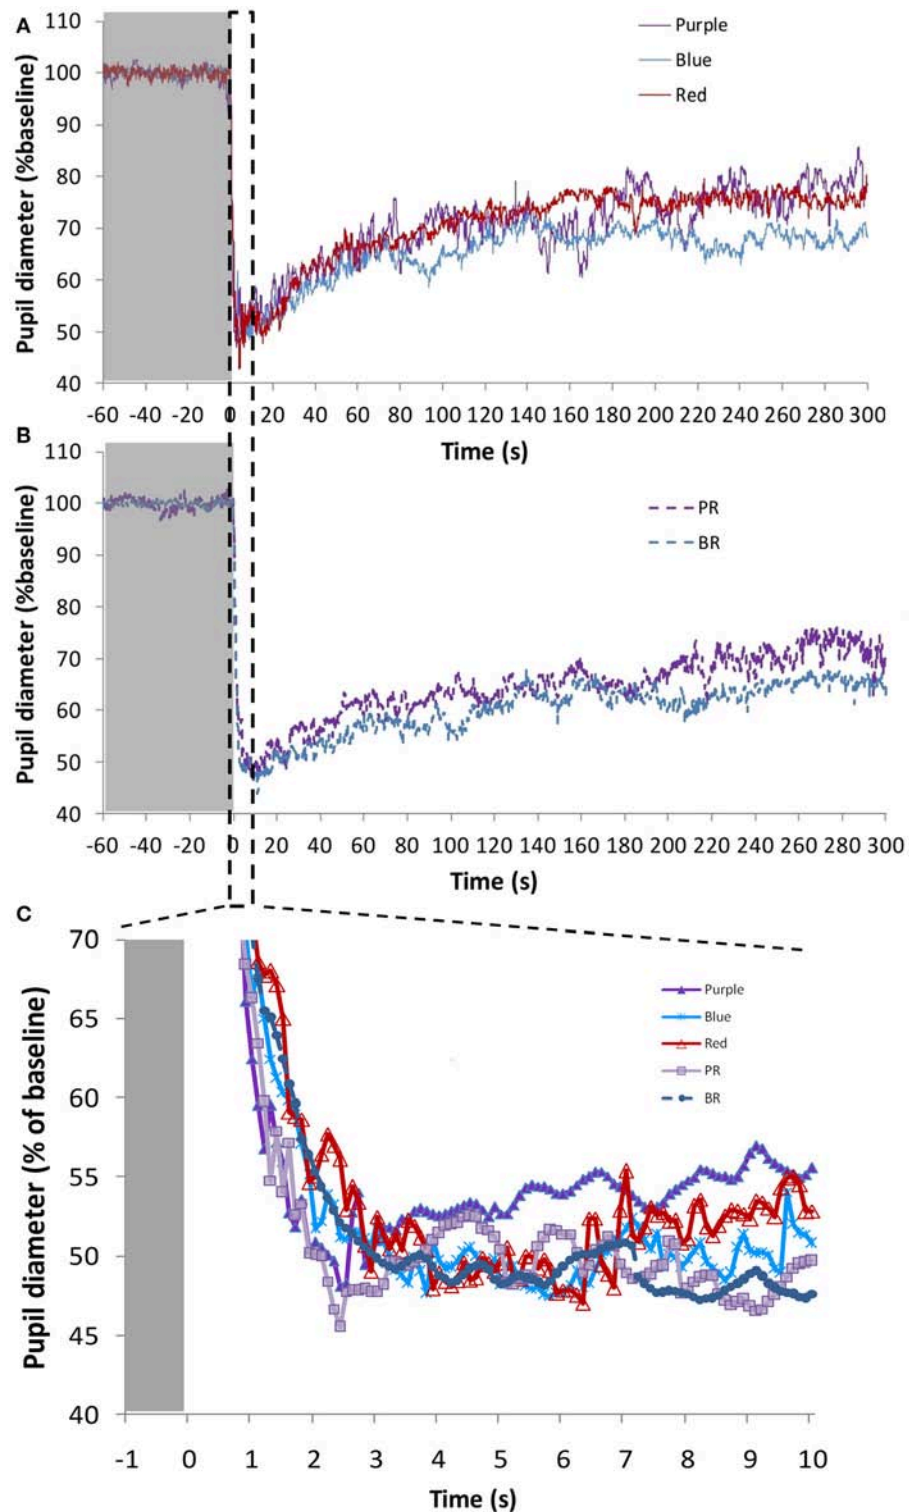 A
Pupil diameter (%baseline)
110
100
90
80
70
60
50
40
Purple
Blue
Red
-60 -40 -20 0 20 40 60 80 100 120 140 160 180 200 220 240 260 280 300
Time (s)
B
Pupil diameter (%baseline)
110
100
90
80
70
60
50
40
PR
BR
-60 -40 -20 0 20 40 60 80 100 120 140 160 180 200 220 240 260 280 300
Time (s)
C
Pupil diameter (% of baseline)
70
65
60
55
50
45
40
Purple
Blue
Red
PR
BR
-1 0 1 2 3 4 5 6 7 8 9 10
Time (s)